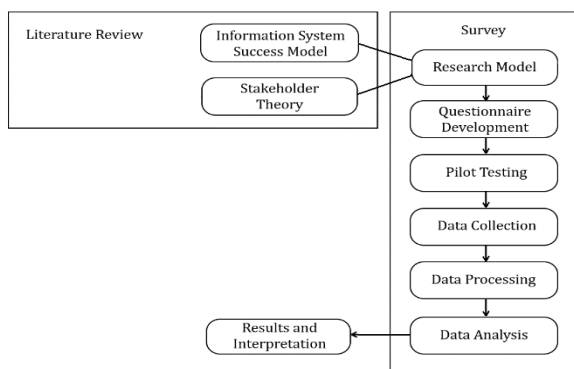 Literature Review
Information System
Success Model
Stakeholder
Theory
Survey
Research Model
Questionnaire
Development
Pilot Testing
Data Collection
Data Processing
Data Analysis
Results and
Interpretation